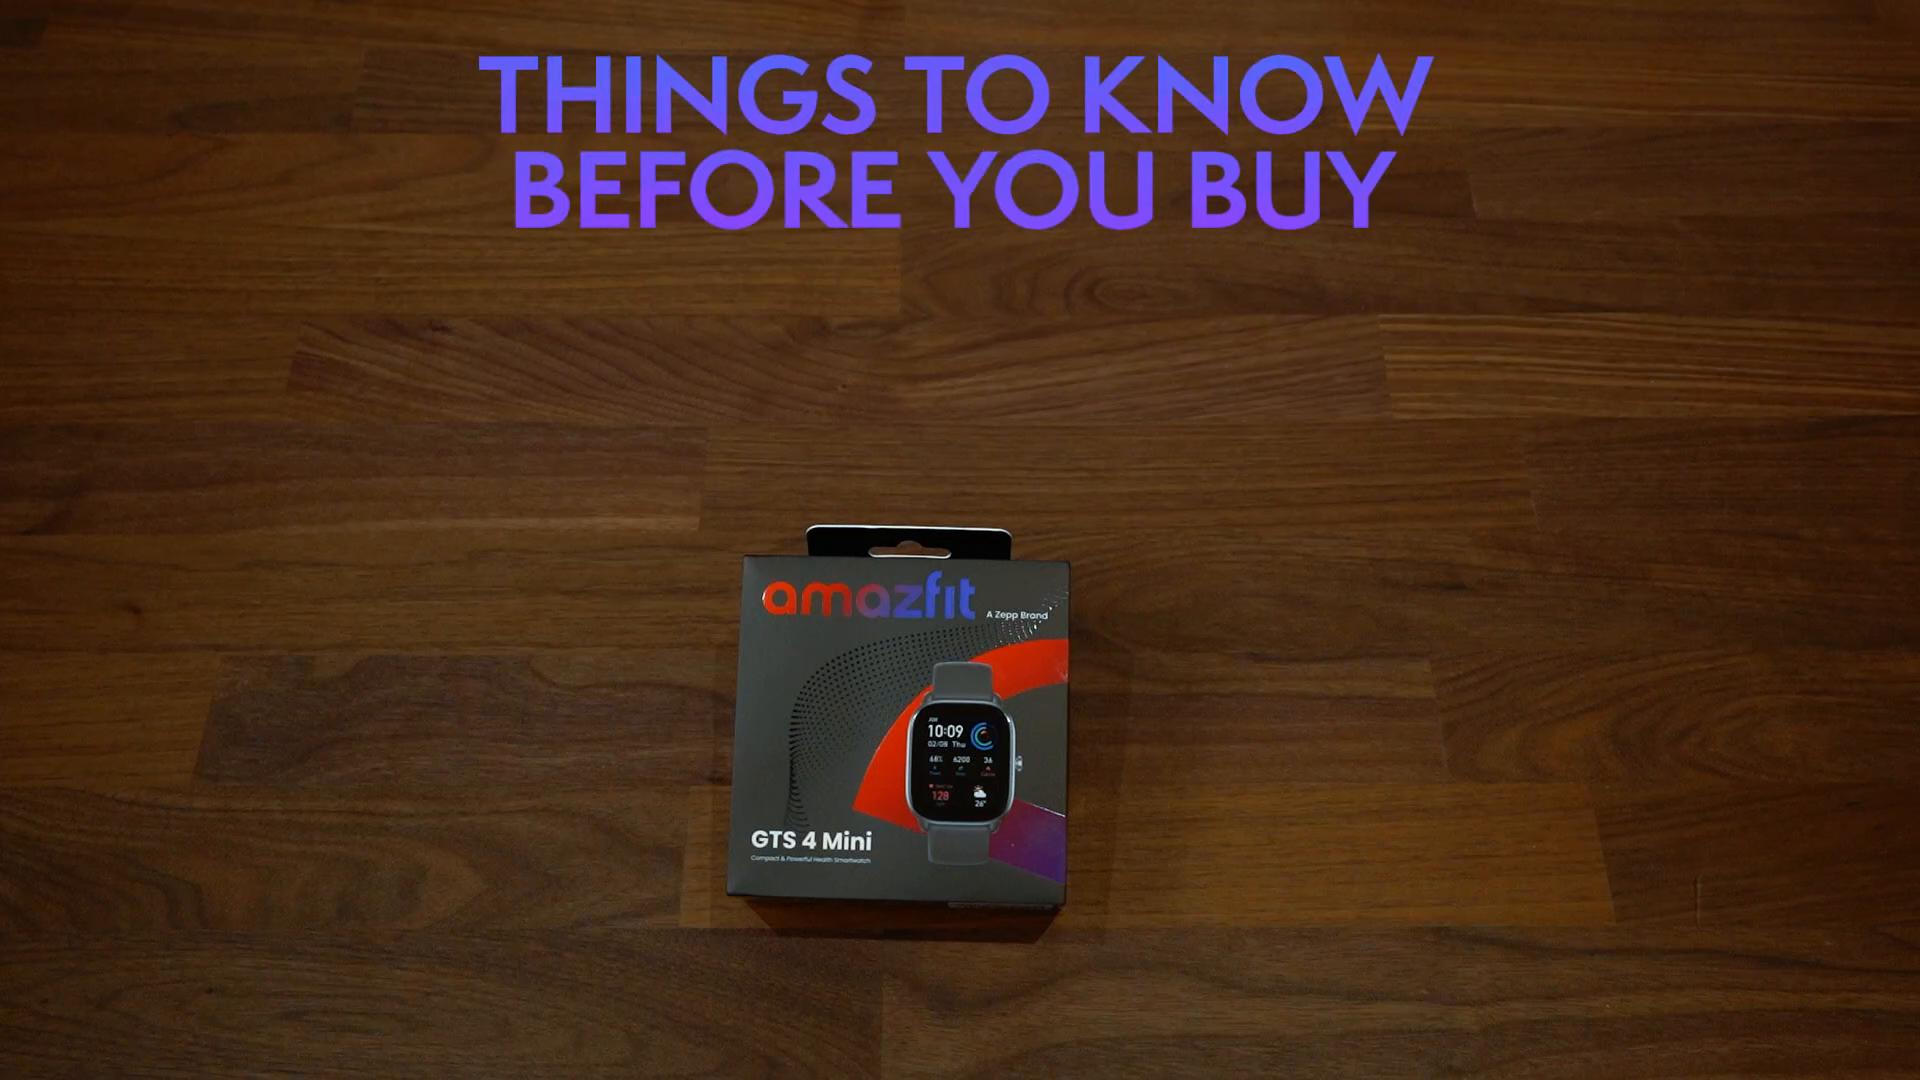 THINGS TO KNOW
BEFORE YOU BUY
amazfit
A Zepp Brand
10:09
02/08 Thu
68% 6200 36
128
26°
GTS 4 Mini
Compact & Powerful Health Smartwatch